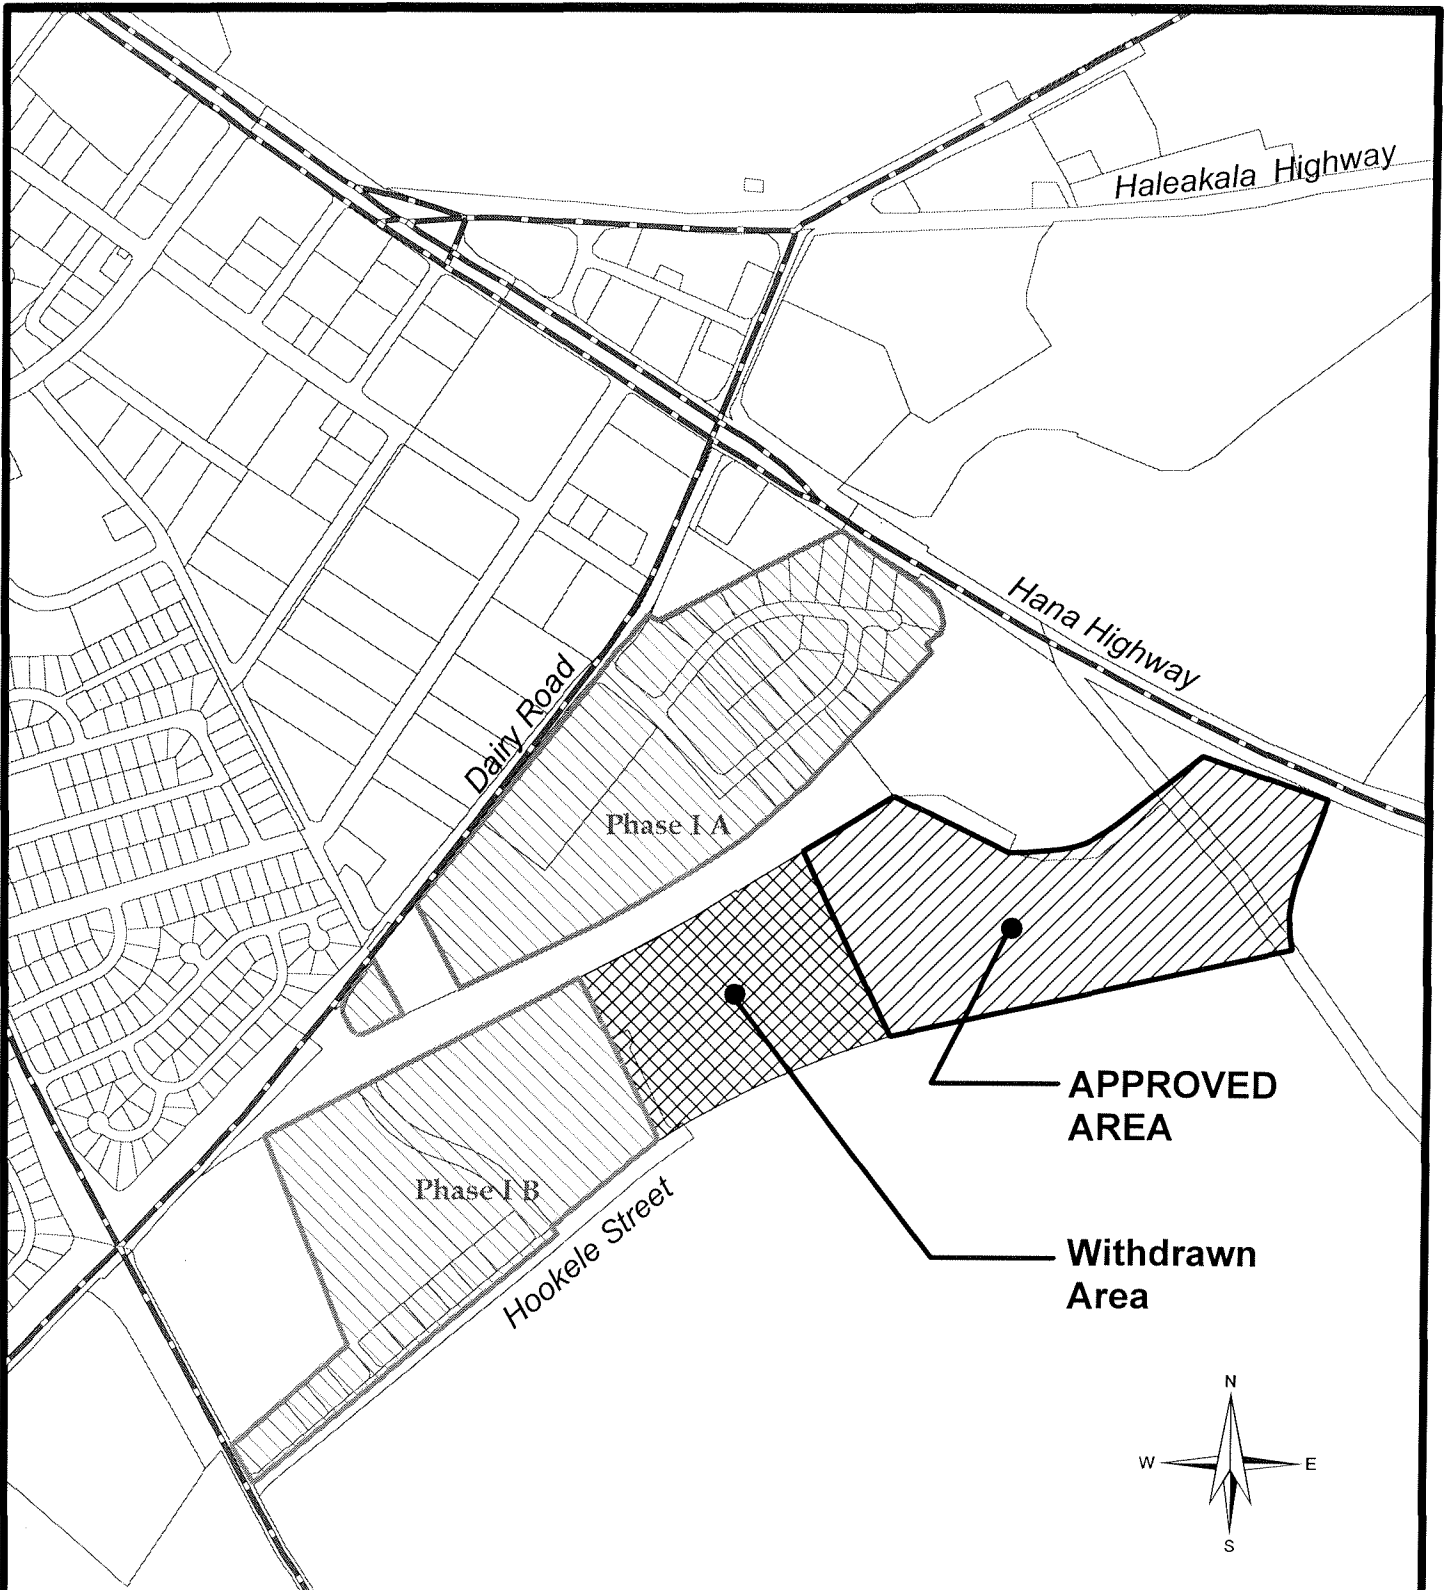 Haleakala Highway
Hana Highway
Dairy Road
Phase I A
APPROVED
AREA
Phase I B
Hookele Street
Withdrawn
Area
N
W
E
S